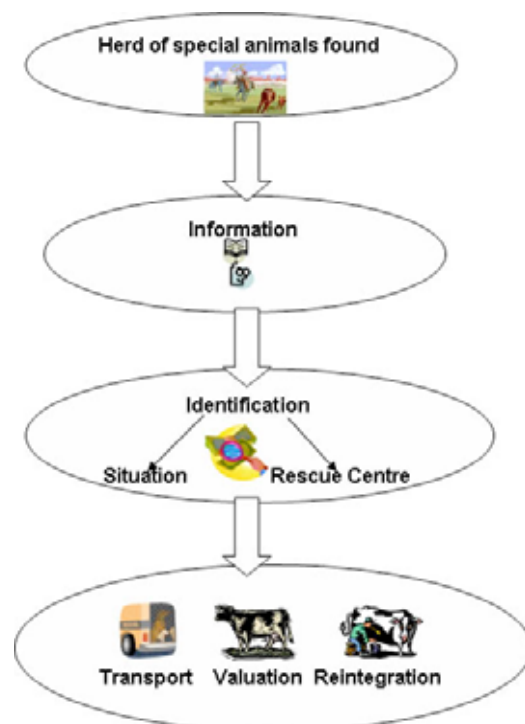 Herd of special animals found
Information
Identification
Situation Rescue Centre
Transport Valuation Reintegration